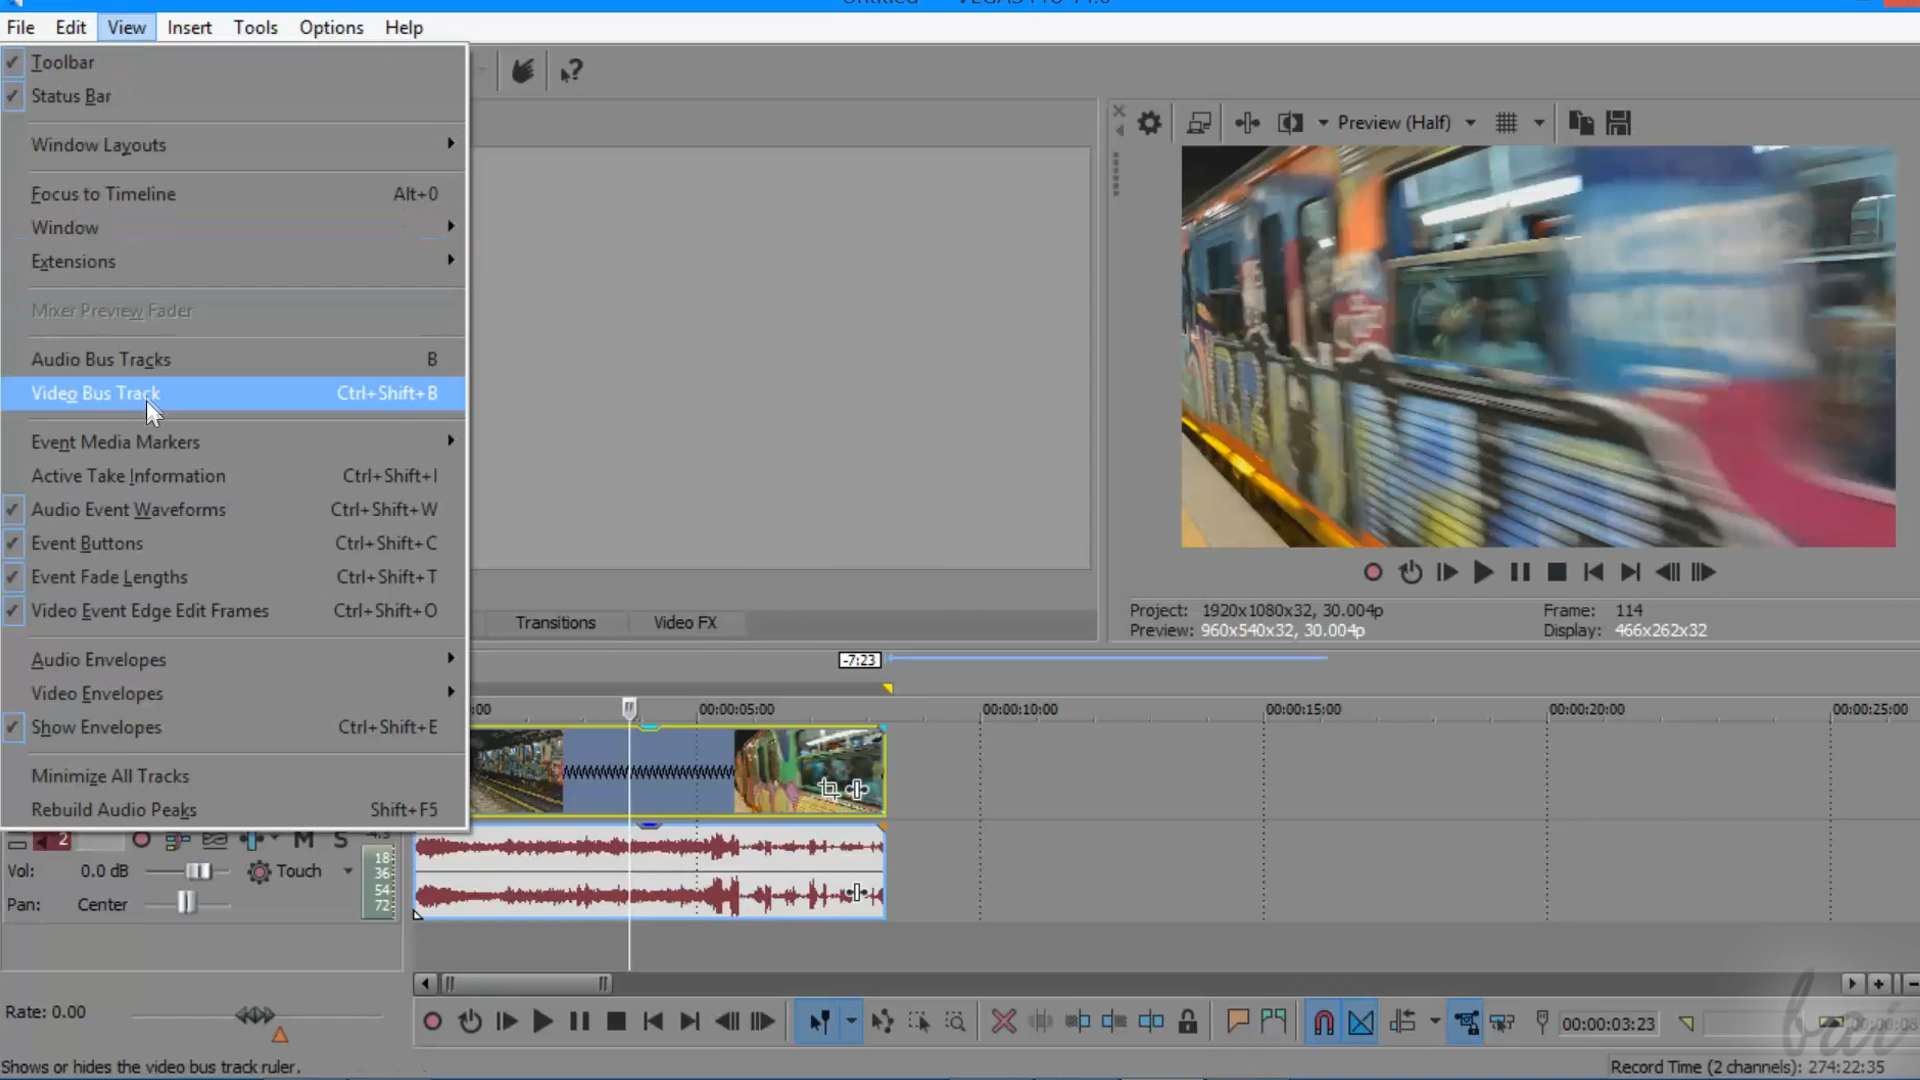 File Edit View Insert Tools Options Help
Toolbar
Status Bar
Window Layouts
Focus to Timeline Alt+0
Window
Extensions
Mixer Preview Fader
Audio Bus Tracks B
Video Bus Track Ctrl+Shift+B
Event Media Markers
Active Take Information Ctrl+Shift+I
Audio Event Waveforms Ctrl+Shift+W
Event Buttons Ctrl+Shift+C
Event Fade Lengths Ctrl+Shift+T
Video Event Edge Edit Frames Ctrl+Shift+O
Audio Envelopes
Video Envelopes
Show Envelopes Ctrl+Shift+E
Minimize All Tracks
Rebuild Audio Peaks Shift+F5
Preview (Half)
Project: 1920x1080x32, 30.004p Frame: 114
Preview: 960x540x32, 30.004p Display: 466x262x32
Transitions Video FX
-7:23
:00 00:00:05:00 00:00:10:00 00:00:15:00 00:00:20:00 00:00:25:00
2 M S
18
36
54
72
Vol: 0.0 dB Touch
Pan: Center
Rate: 0.00
00:00:03:23
Shows or hides the video bus track ruler.
Record Time (2 channels): 274:22:35